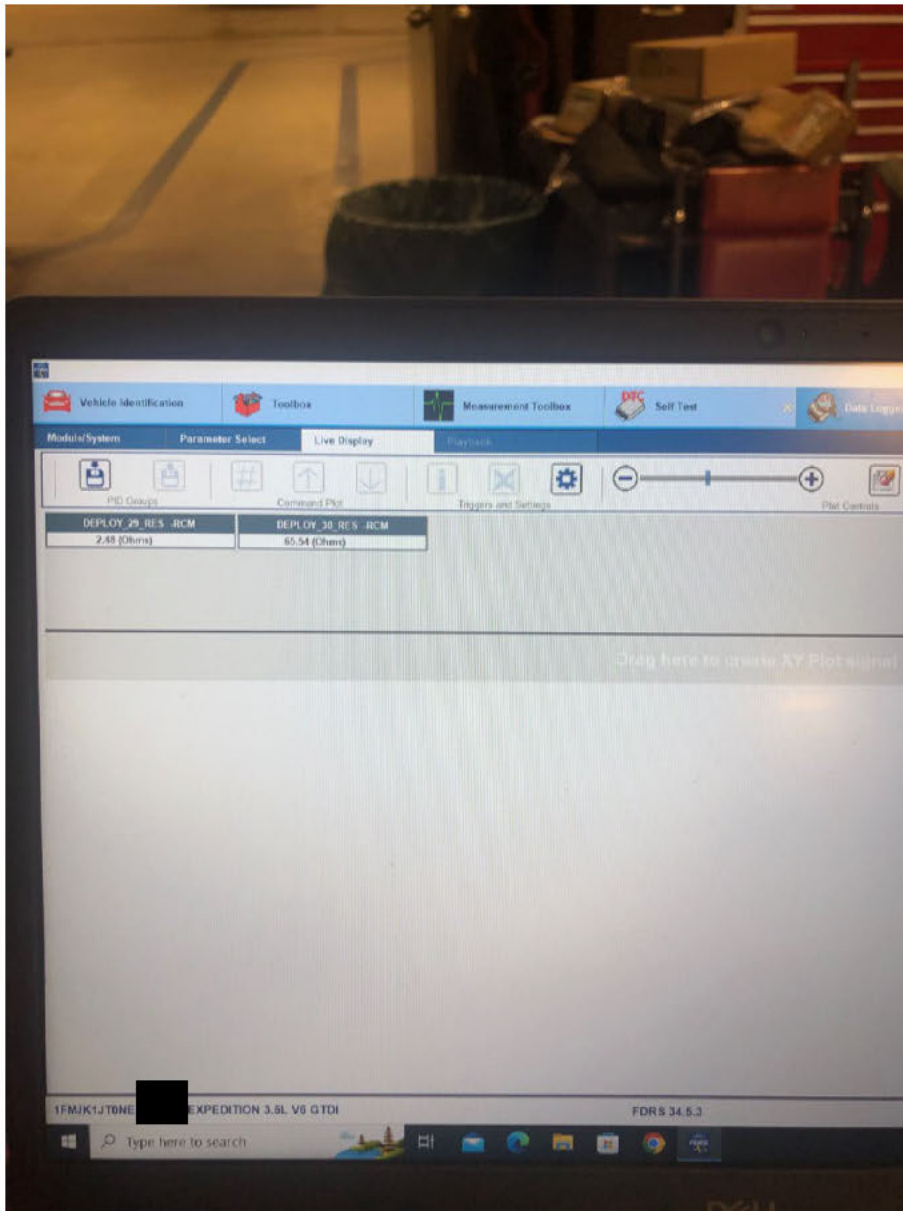 Vehicle Identification
Toolbox
Measurement Toolbox
DTC
Self Test
Data Logger
Module/System
Parameter Select
Live Display
Playback
PID Groups
Command Plot
Triggers and Settings
Plot Controls
DEPLOY_29_RES -RCM
DEPLOY_30_RES -RCM
2.48 (Ohms)
65.54 (Ohms)
Drag here to create XY Plot signal
1FMJK1JT0NE
EXPEDITION 3.5L V6 GTDI
FDRS 34.5.3
Type here to search
DELL